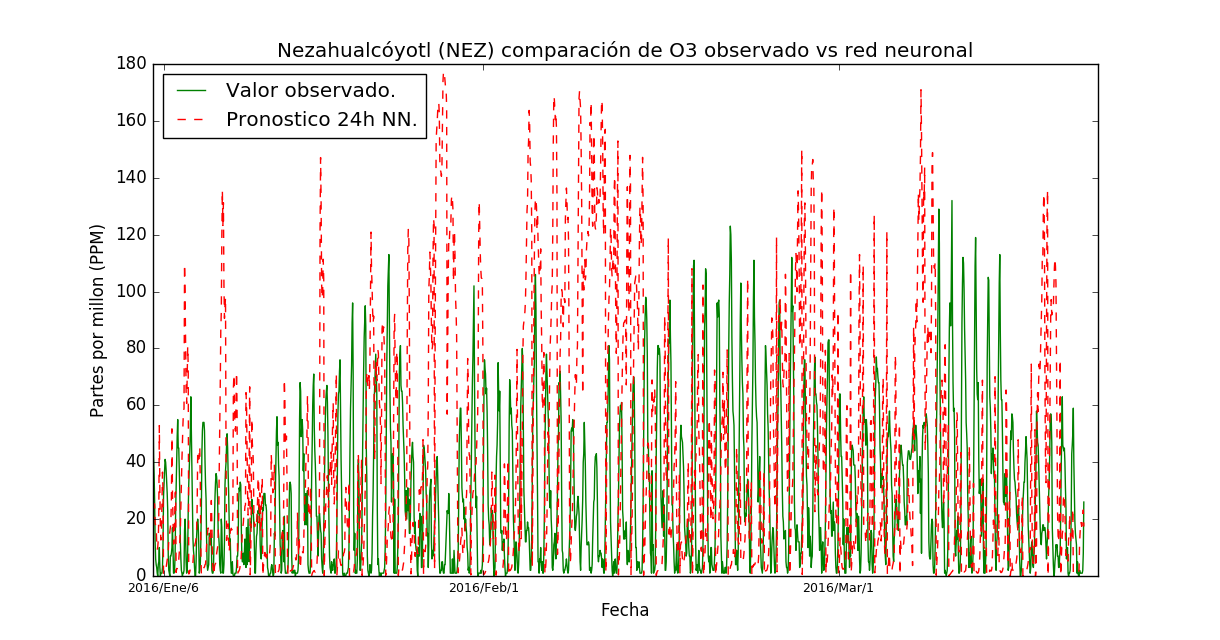 Nezahualcóyotl (NEZ) comparación de O3 observado vs red neuronal
Valor observado.
Pronostico 24h NN.
Partes por millon (PPM)
180
160
140
120
100
80
60
40
20
0
2016/Ene/6
2016/Feb/1
2016/Mar/1
Fecha